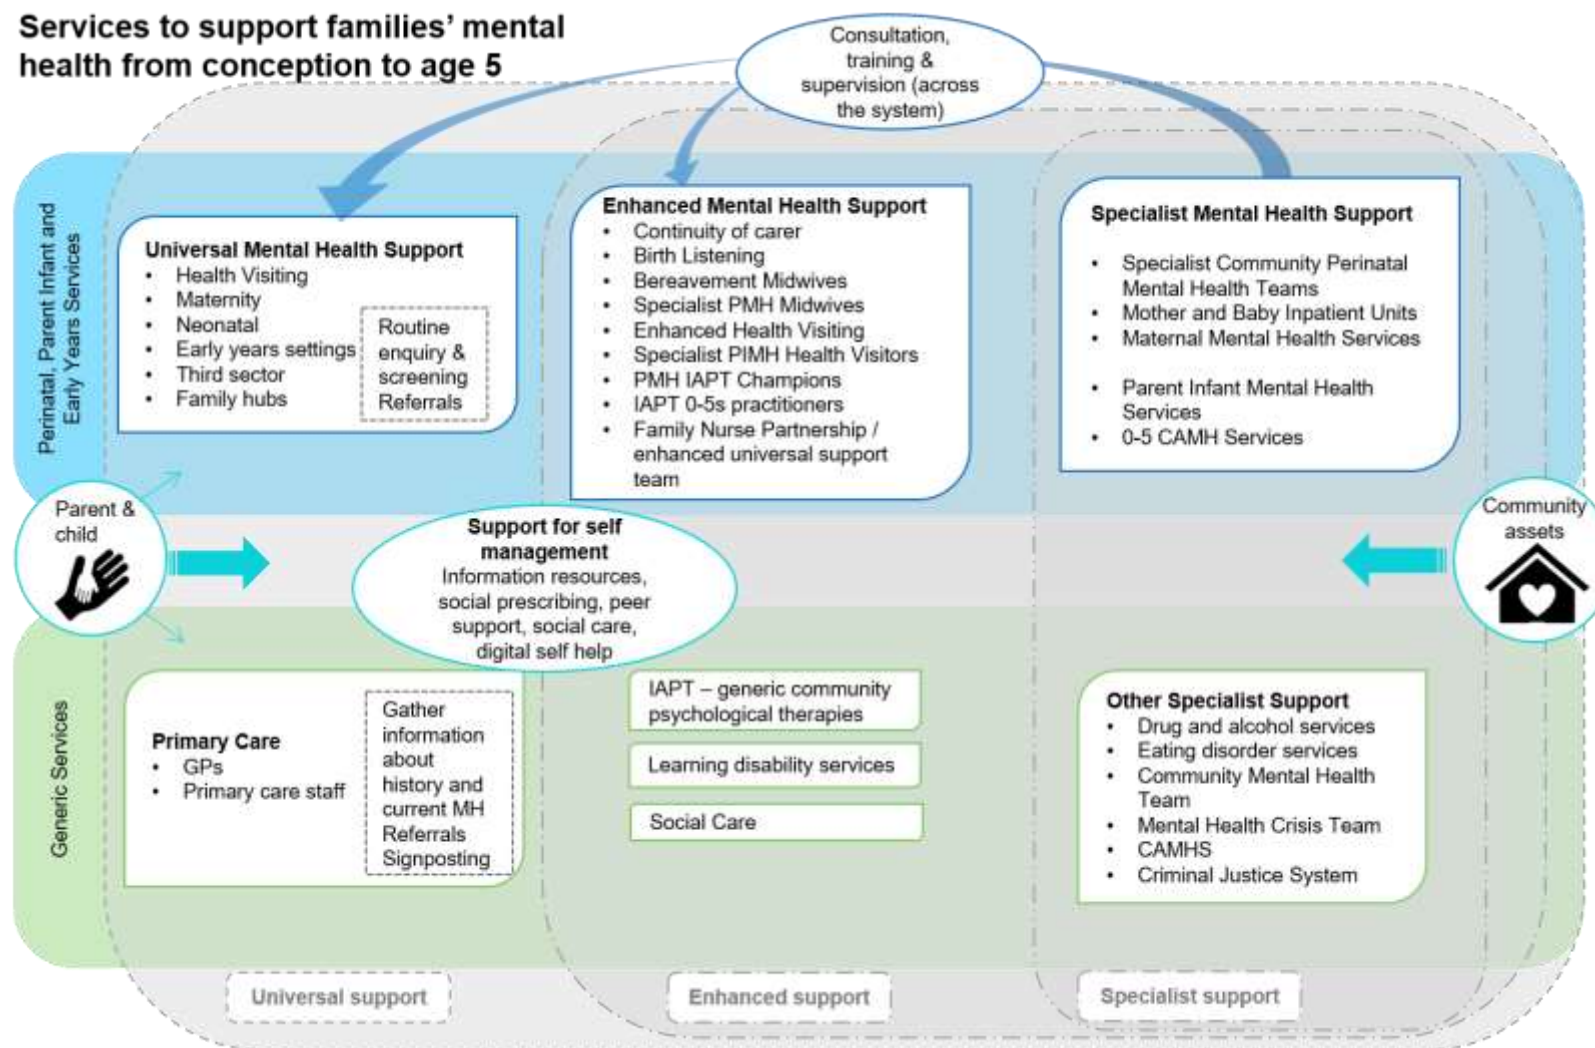 Services to support families' mental
health from conception to age 5
Consultation,
training &
supervision (across
the system)
Perinatal, Parent Infant and
Early Years Services
Universal Mental Health Support
• Health Visiting
• Maternity
• Neonatal
• Early years settings
• Third sector
• Family hubs
Routine
enquiry &
screening
Referrals
Enhanced Mental Health Support
• Continuity of carer
• Birth Listening
• Bereavement Midwives
• Specialist PMH Midwives
• Enhanced Health Visiting
• Specialist PIMH Health Visitors
• PMH IAPT Champions
• IAPT 0-5s practitioners
• Family Nurse Partnership /
enhanced universal support
team
Specialist Mental Health Support
• Specialist Community Perinatal
Mental Health Teams
• Mother and Baby Inpatient Units
• Maternal Mental Health Services
• Parent Infant Mental Health
Services
• 0-5 CAMH Services
Parent &
child
Support for self
management
Information resources,
social prescribing, peer
support, social care,
digital self help
Community
assets
Generic Services
Primary Care
• GPs
• Primary care staff
Gather
information
about
history and
current MH
Referrals
Signposting
IAPT – generic community
psychological therapies
Learning disability services
Social Care
Other Specialist Support
• Drug and alcohol services
• Eating disorder services
• Community Mental Health
Team
• Mental Health Crisis Team
• CAMHS
• Criminal Justice System
Universal support
Enhanced support
Specialist support